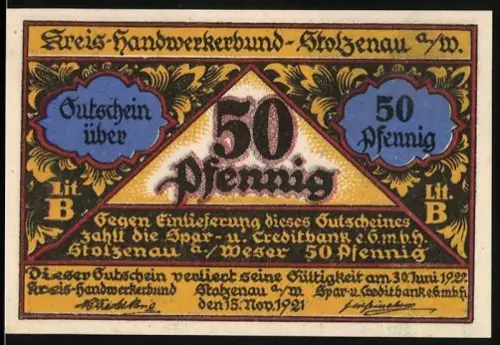 Kreis-Handwerkerbund-Stolzenau a/W.
Gutschein
über
50
Pfennig
50
Pfennig
Lit.
B
Lit.
B
Gegen Einlieferung dieses Gutscheines
zahlt die Spar- u. Creditbank e.G.m.b.H.
Stolzenau a/Weser 50 Pfennig
Dieser Gutschein verliert seine Gültigkeit am 30. Juni 1922.
Kreis-Handwerkerbund Stolzenau a/W. Spar-u.Creditbank e.G.m.b.H
den 15. Nov. 1921